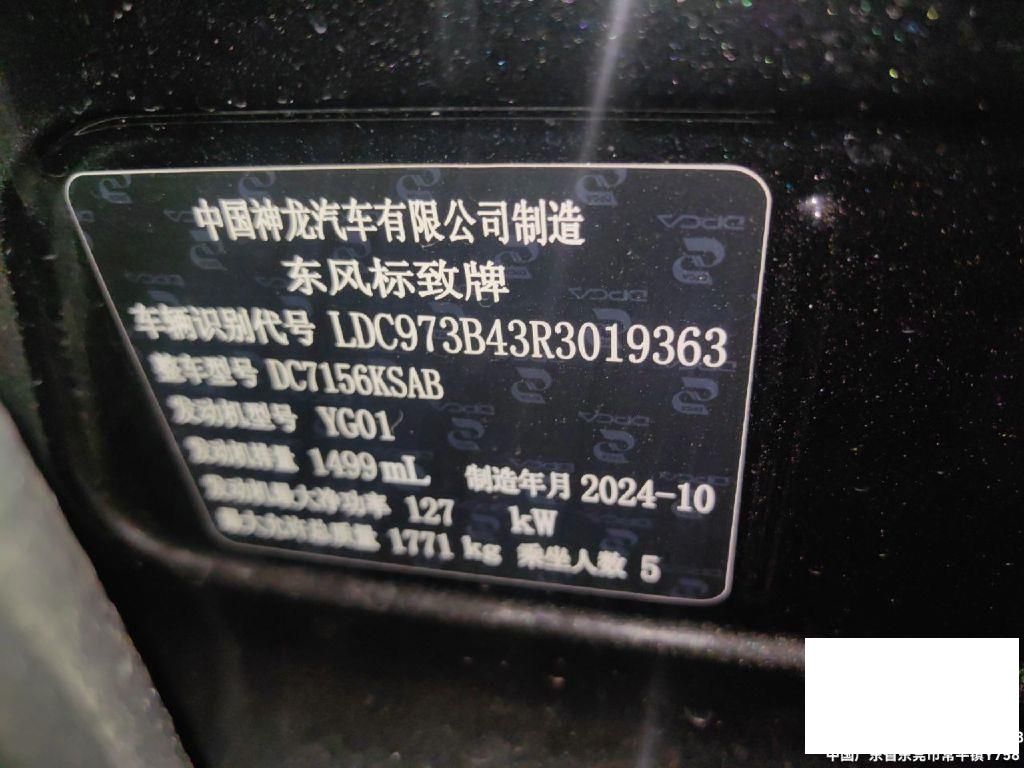 中国神龙汽车有限公司制造
东风标致牌
车辆识别代号 LDC973B43R3019363
整车型号 DC7156KSAB
发动机型号 YG01
发动机排量 1499 mL 制造年月 2024-10
发动机最大净功率 127 kW
最大允许总质量 1771 kg 乘坐人数 5
DPCA